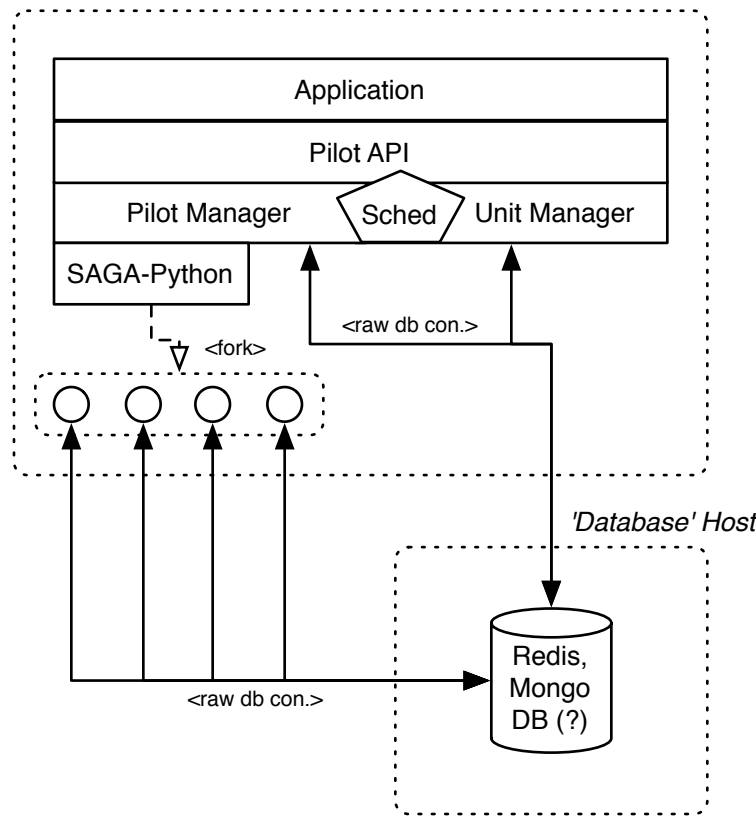 Application
Pilot API
Pilot Manager
Sched
Unit Manager
SAGA-Python
<raw db con.>
<fork>
'Database' Host
Redis,
Mongo
DB (?)
<raw db con.>